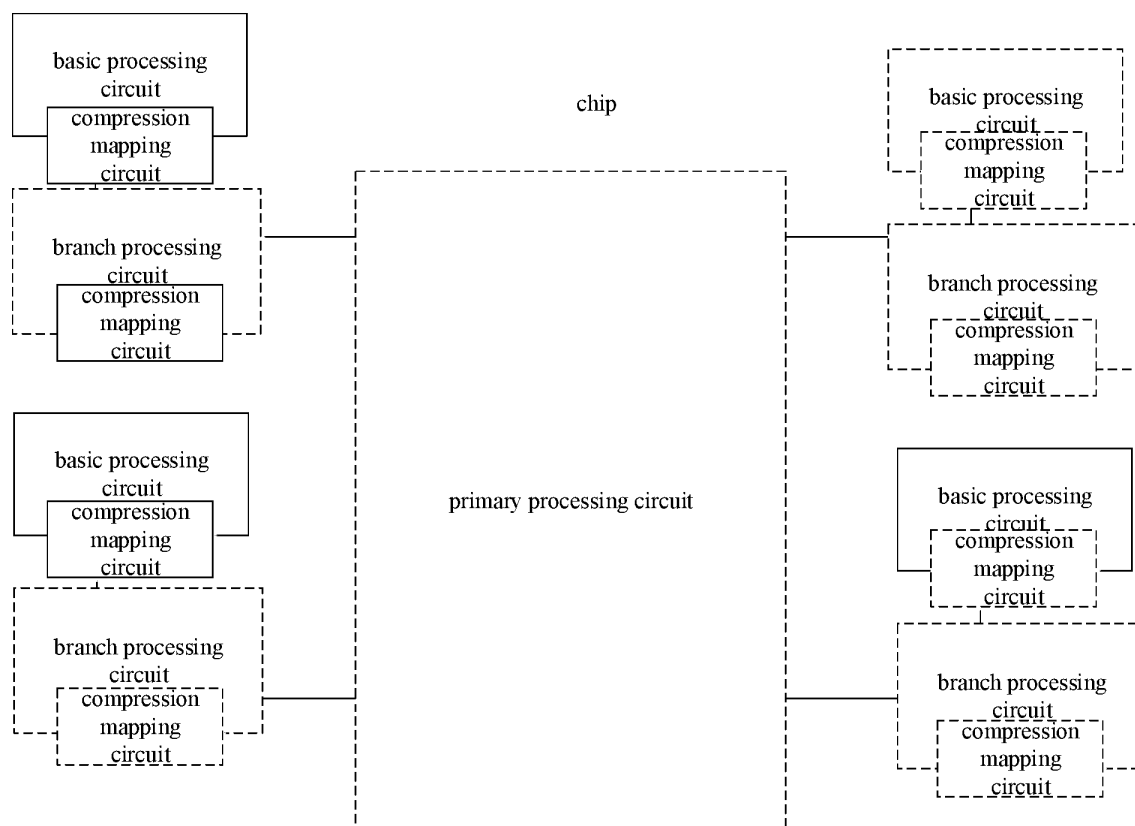 basic processing
circuit
compression
mapping
circuit
branch processing
circuit
compression
mapping
circuit
basic processing
circuit
compression
mapping
circuit
branch processing
circuit
compression
mapping
circuit
chip
primary processing circuit
basic processing
circuit
compression
mapping
circuit
branch processing
circuit
compression
mapping
circuit
basic processing
circuit
compression
mapping
circuit
branch processing
circuit
compression
mapping
circuit